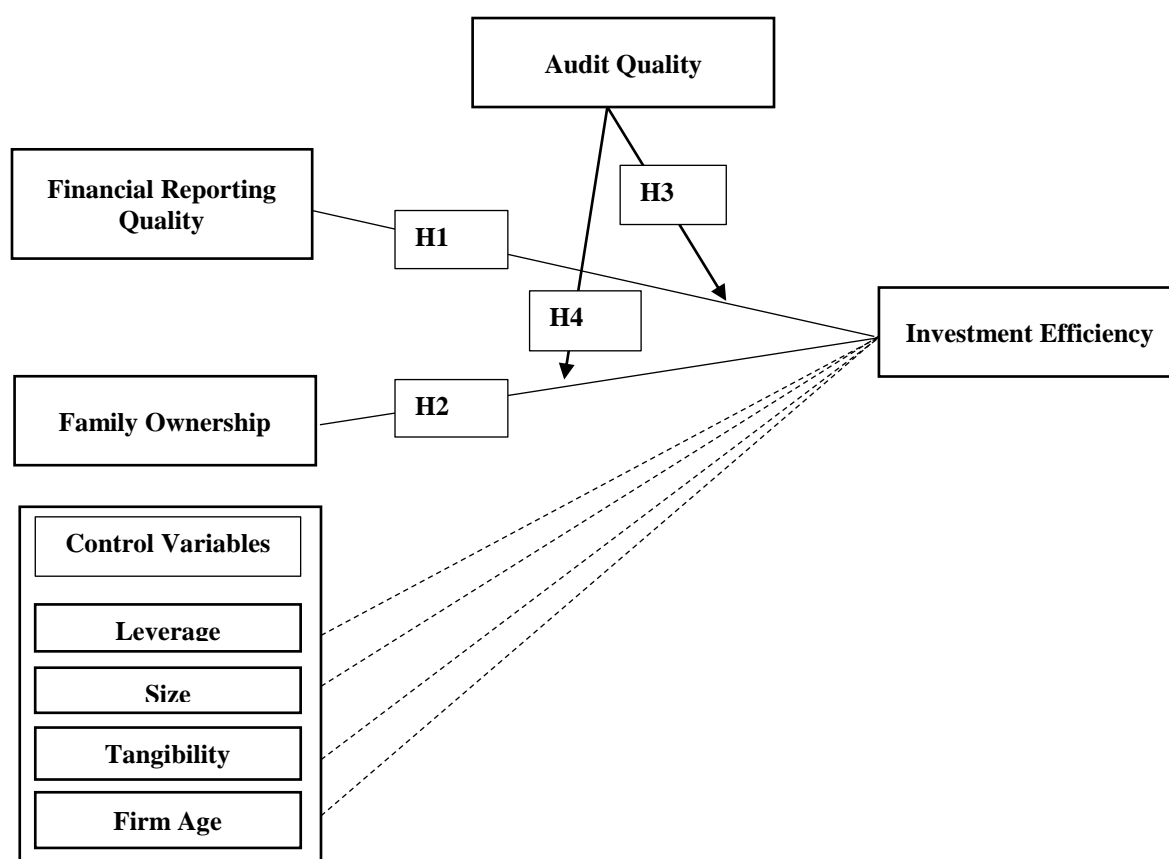 Audit Quality
Financial Reporting
Quality
H3
H1
H4
Investment Efficiency
H2
Family Ownership
Control Variables
Leverage
Size
Tangibility
Firm Age